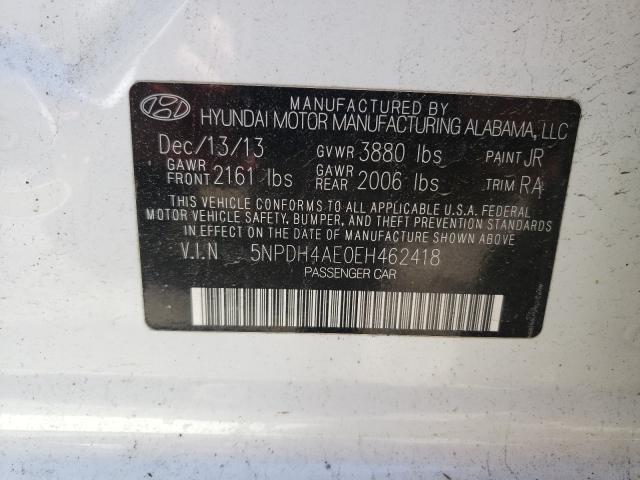 MANUFACTURED BY
HYUNDAI MOTOR MANUFACTURING ALABAMA, LLC
Dec/13/13 GVWR 3880 lbs PAINT JR
GAWR FRONT 2161 lbs GAWR REAR 2006 lbs TRIM RA
THIS VEHICLE CONFORMS TO ALL APPLICABLE U.S.A. FEDERAL
MOTOR VEHICLE SAFETY, BUMPER, AND THEFT PREVENTION STANDARDS
IN EFFECT ON THE DATE OF MANUFACTURE SHOWN ABOVE.
V.I.N 5NPDH4AE0EH462418
PASSENGER CAR